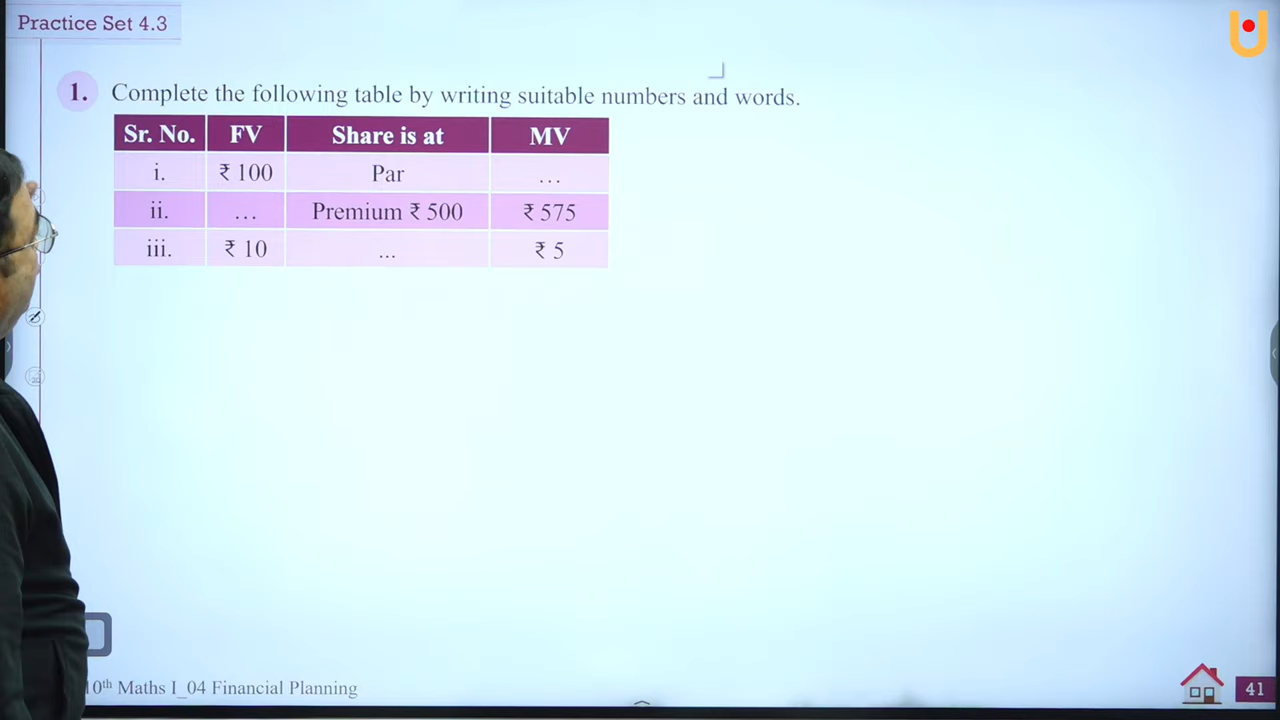 Practice Set 4.3
1. Complete the following table by writing suitable numbers and words.
Sr. No. FV Share is at MV
i. ₹ 100 Par ...
ii. ... Premium ₹ 500 ₹ 575
iii. ₹ 10 ... ₹ 5
10th Maths I_04 Financial Planning
41